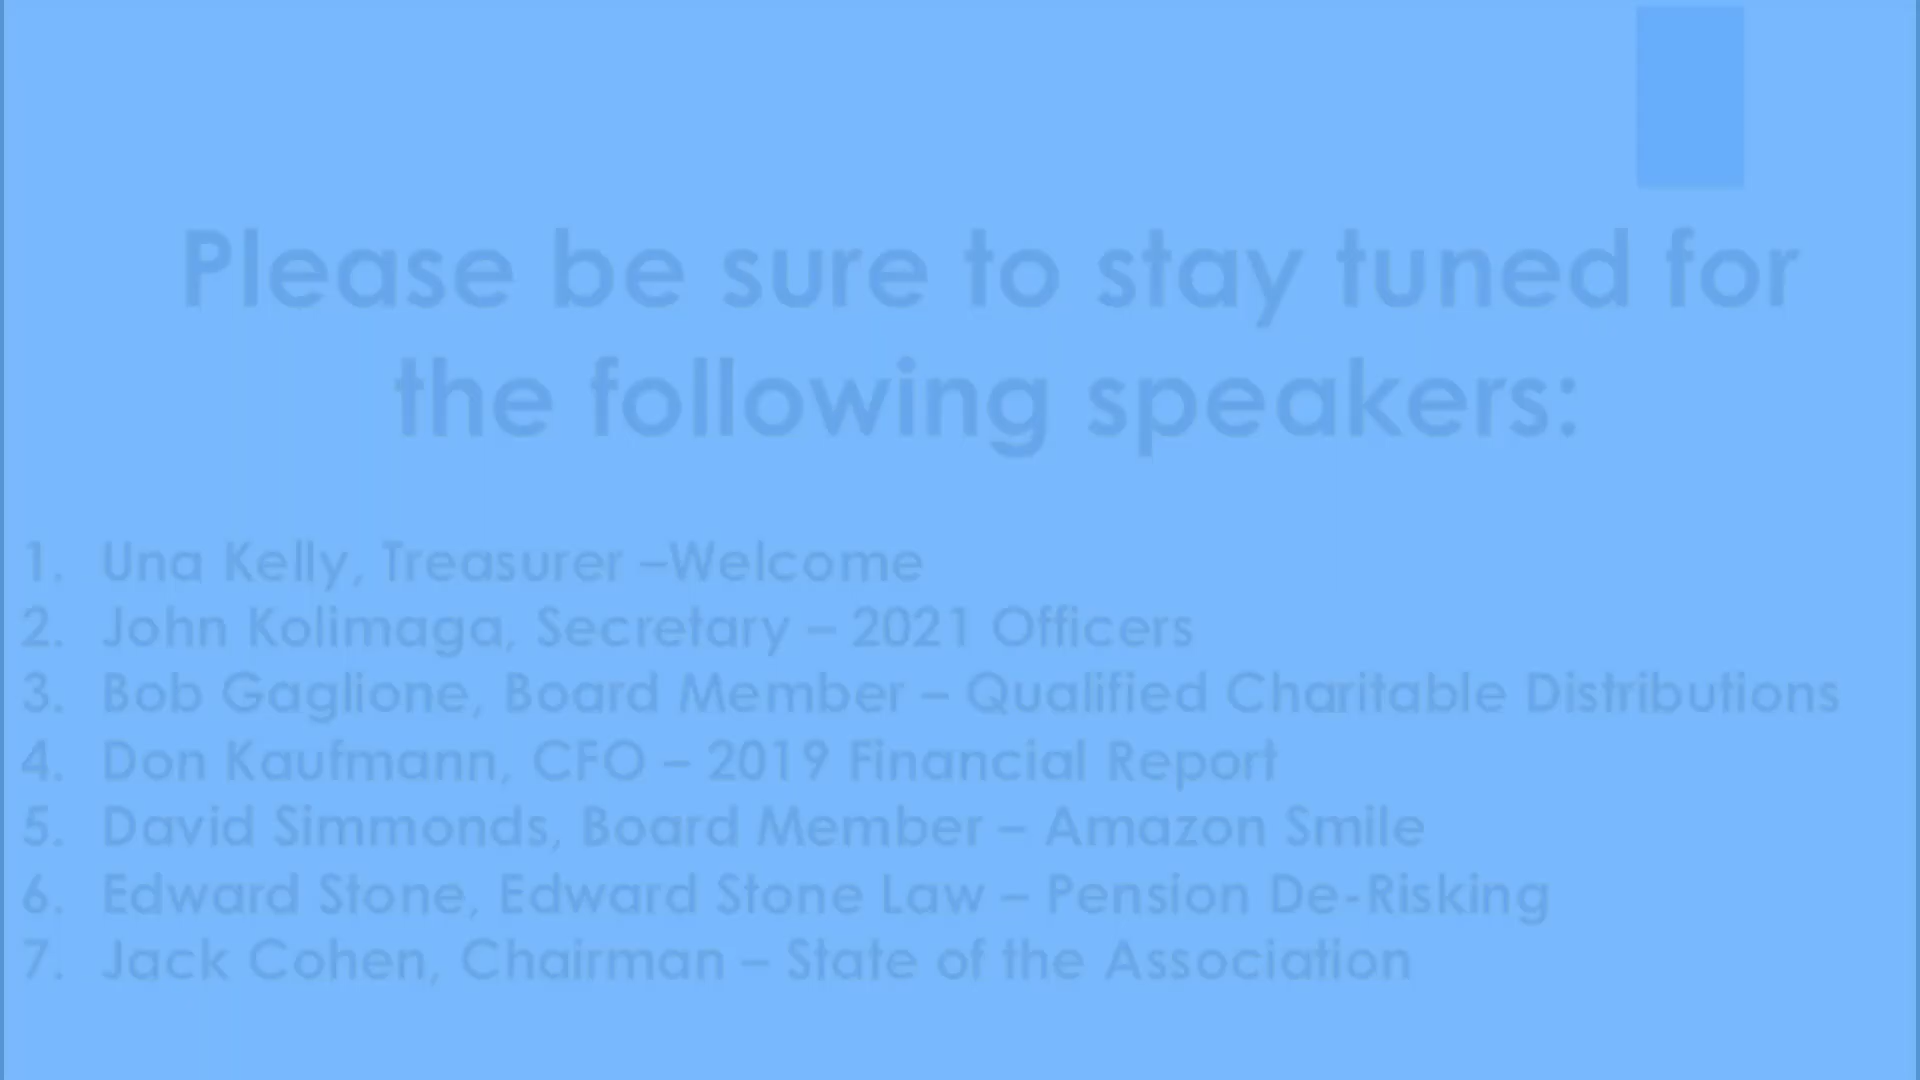 Please be sure to stay tuned for
the following speakers:
1. Una Kelly, Treasurer –Welcome
2. John Kolimaga, Secretary – 2021 Officers
3. Bob Gaglione, Board Member – Qualified Charitable Distributions
4. Don Kaufmann, CFO – 2019 Financial Report
5. David Simmonds, Board Member – Amazon Smile
6. Edward Stone, Edward Stone Law – Pension De-Risking
7. Jack Cohen, Chairman – State of the Association